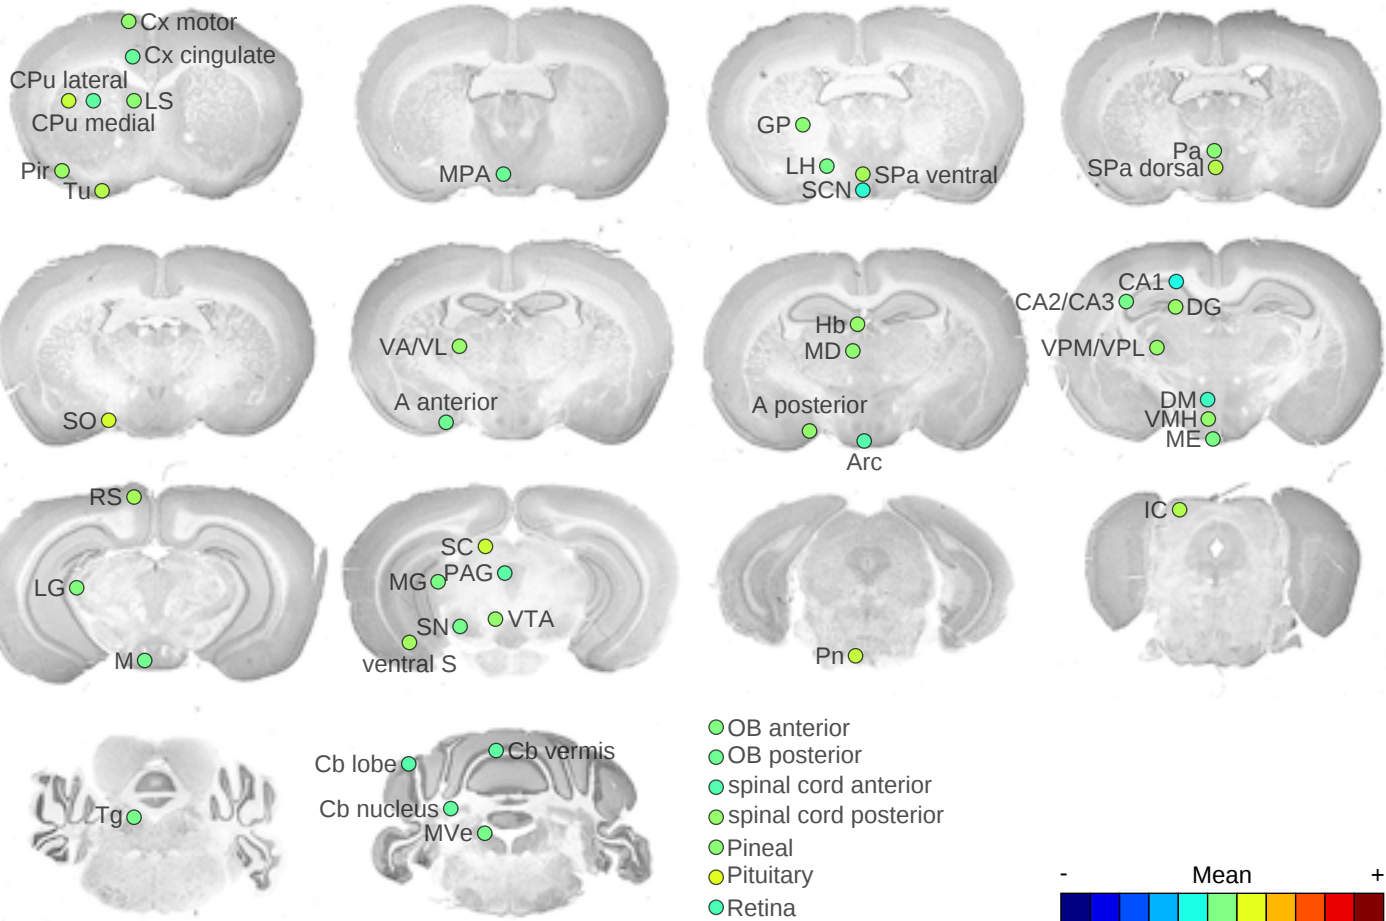 Cx motor
Cx cingulate
CPu lateral
LS
CPu medial
Pir
Tu
MPA
GP
LH
SPa ventral
SCN
Pa
SPa dorsal
SO
VA/VL
A anterior
Hb
MD
A posterior
Arc
CA1
CA2/CA3
DG
VPM/VPL
DM
VMH
ME
RS
LG
M
SC
MG
PAG
SN
VTA
ventral S
Pn
IC
Tg
Cb lobe
Cb vermis
Cb nucleus
MVe
OB anterior
OB posterior
spinal cord anterior
spinal cord posterior
Pineal
Pituitary
Retina
- Mean +